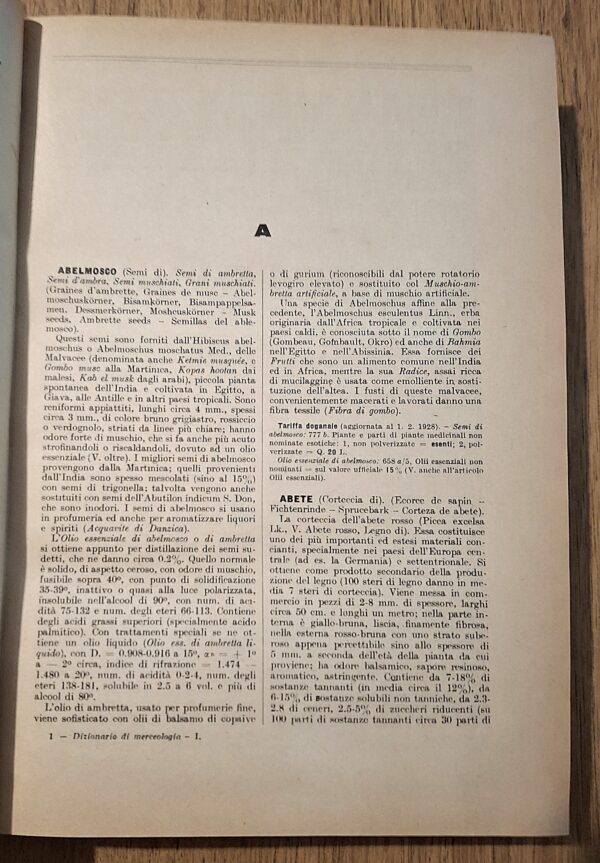 A
ABELMOSCO (Semi di). Semi di ambretta,
Semi d'ambra, Semi muschiati, Grani muschiati.
(Graines d'ambrette, Graines de musc – Abel-
moschuskörner, Bisamkörner, Bisampappelsa-
men, Dessmerkörner, Moshcus körner – Musk
seeds, Ambrette seeds – Semillas del able-
mosco).
Questi semi sono forniti dall'Hibiscus abel-
moschus o Abelmoschus moschatus Med., delle
Malvacee (denominata anche Ketmie musquée, e
Gombo musc alla Martinica, Kopas hootan dai
malesi, Kab el musk dagli arabi), piccola pianta
spontanea dell'India e coltivata in Egitto, a
Giava, alle Antille e in altri paesi tropicali. Sono
reniformi appiattiti, lunghi circa 4 mm., spessi
circa 3 mm., di colore bruno grigiastro, rossiccio
o verdognolo, striati da linee più chiare; hanno
odore forte di muschio, che si fa anche più acuto
strofinandoli o riscaldandoli, dovuto ad un olio
essenziale (V. oltre). I migliori semi di abelmosco
provengono dalla Martinica; quelli provenienti
dall'India sono spesso mescolati (sino al 15%)
con semi di trigonella; talvolta vengono anche
sostituiti con semi dell'Abutilon indicum S. Don,
che sono inodori. I semi di abelmosco si usano
in profumeria ed anche per aromatizzare liquori
e spiriti (Acquavite di Danzica).
L'Olio essenziale di abelmosco o di ambretta
si ottiene appunto per distillazione dei semi su-
detti, che ne danno circa 0.2%. Quello normale
è solido, di aspetto ceroso, con odore di muschio,
fusibile sopra 40º, con punto di solidificazione
35-39º, inattivo o quasi alla luce polarizzata,
insolubile nell'alcool di 90º, con num. di aci-
dità 75-132 e num. degli eteri 66-113. Contiene
degli acidi grassi superiori (specialmente acido
palmitico). Con trattamenti speciali se ne ot-
tiene un olio liquido (Olio ess. di ambretta li-
quido), con D. = 0.908-0.916 a 15º, = + 1º
a – 2º circa, indice di rifrazione = 1.474 –
1.480 a 20º, num. di acidità 0-2.4, num. degli
eteri 138-181, solubile in 2.5 a 6 vol. e più di
alcool di 80º.
L'olio di ambretta, usato per profumerie fine,
viene sofisticato con olii di balsamo di copaive
1 – Dizionario di merceologia – I.
o di gurium (riconoscibili dal potere rotatorio
levogiro elevato) e sostituito col Muschio-am-
bretta artificiale, a base di muschio artificiale.
Una specie di Abelmoschus affine alla pre-
cedente, l'Abelmoschus esculentus Linn., erba
originaria dall'Africa tropicale e coltivata nei
paesi caldi, è conosciuta sotto il nome di Gombo
(Gombeau, Gofnbault, Okro) ed anche di Bahmia
nell'Egitto e nell'Abissinia. Essa fornisce dei
Frutti che sono un alimento comune nell'India
ed in Africa, mentre la sua Radice, assai ricca
di mucilaggine è usata come emolliente in sosti-
tuzione dell'altea. I fusti di queste malvacee,
convenientemente macerati e lavorati danno una
fibra tessile (Fibra di gombo).
Tariffa doganale (aggiornata al 1. 2. 1928). – Semi di
abelmosco: 777 b. Piante e parti di piante medicinali non
nominate esotiche: 1, non polverizzate = esenti; 2, pol-
verizzate = Q. 20 L.
Olio essenziale di abelmosco: 658 a/5, Olii essenziali non
nominati = sul valore ufficiale 15% (V. anche all'articolo
Olii essenziali).
ABETE (Corteccia di). (Ecorce de sapin –
Fichtenrinde – Sprucebark – Corteza de abete).
La corteccia dell'abete rosso (Picea excelsa
Lk., V. Abete rosso, Legno di). Essa costituisce
uno dei più importanti ed estesi materiali con-
cianti, specialmente nei paesi dell'Europa cen-
trale (ad es. la Germania) e settentrionale. Si
ottiene come prodotto secondario della produ-
zione del legno (100 steri di legno danno in me-
dia 7 steri di corteccia). Viene messa in com-
mercio in pezzi di 2-8 mm. di spessore, larghi
circa 50 cm. e lunghi un metro; nella parte in-
terna è giallo-bruna, liscia, finamente fibrosa,
nella esterna rosso-bruna con uno strato sube-
roso appena percettibile sino allo spessore di
5 mm. a seconda dell'età della pianta da cui
proviene; ha odore balsamico, sapore resinoso,
aromatico, astringente. Contiene da 7-18% di
sostanze tannanti (in media circa il 12%), da
6-15% di sostanze solubili non tanniche, da 2.3-
2.8 di ceneri, 2.5-5% di zuccheri riducenti (su
100 parti di sostanze tannanti circa 30 parti di